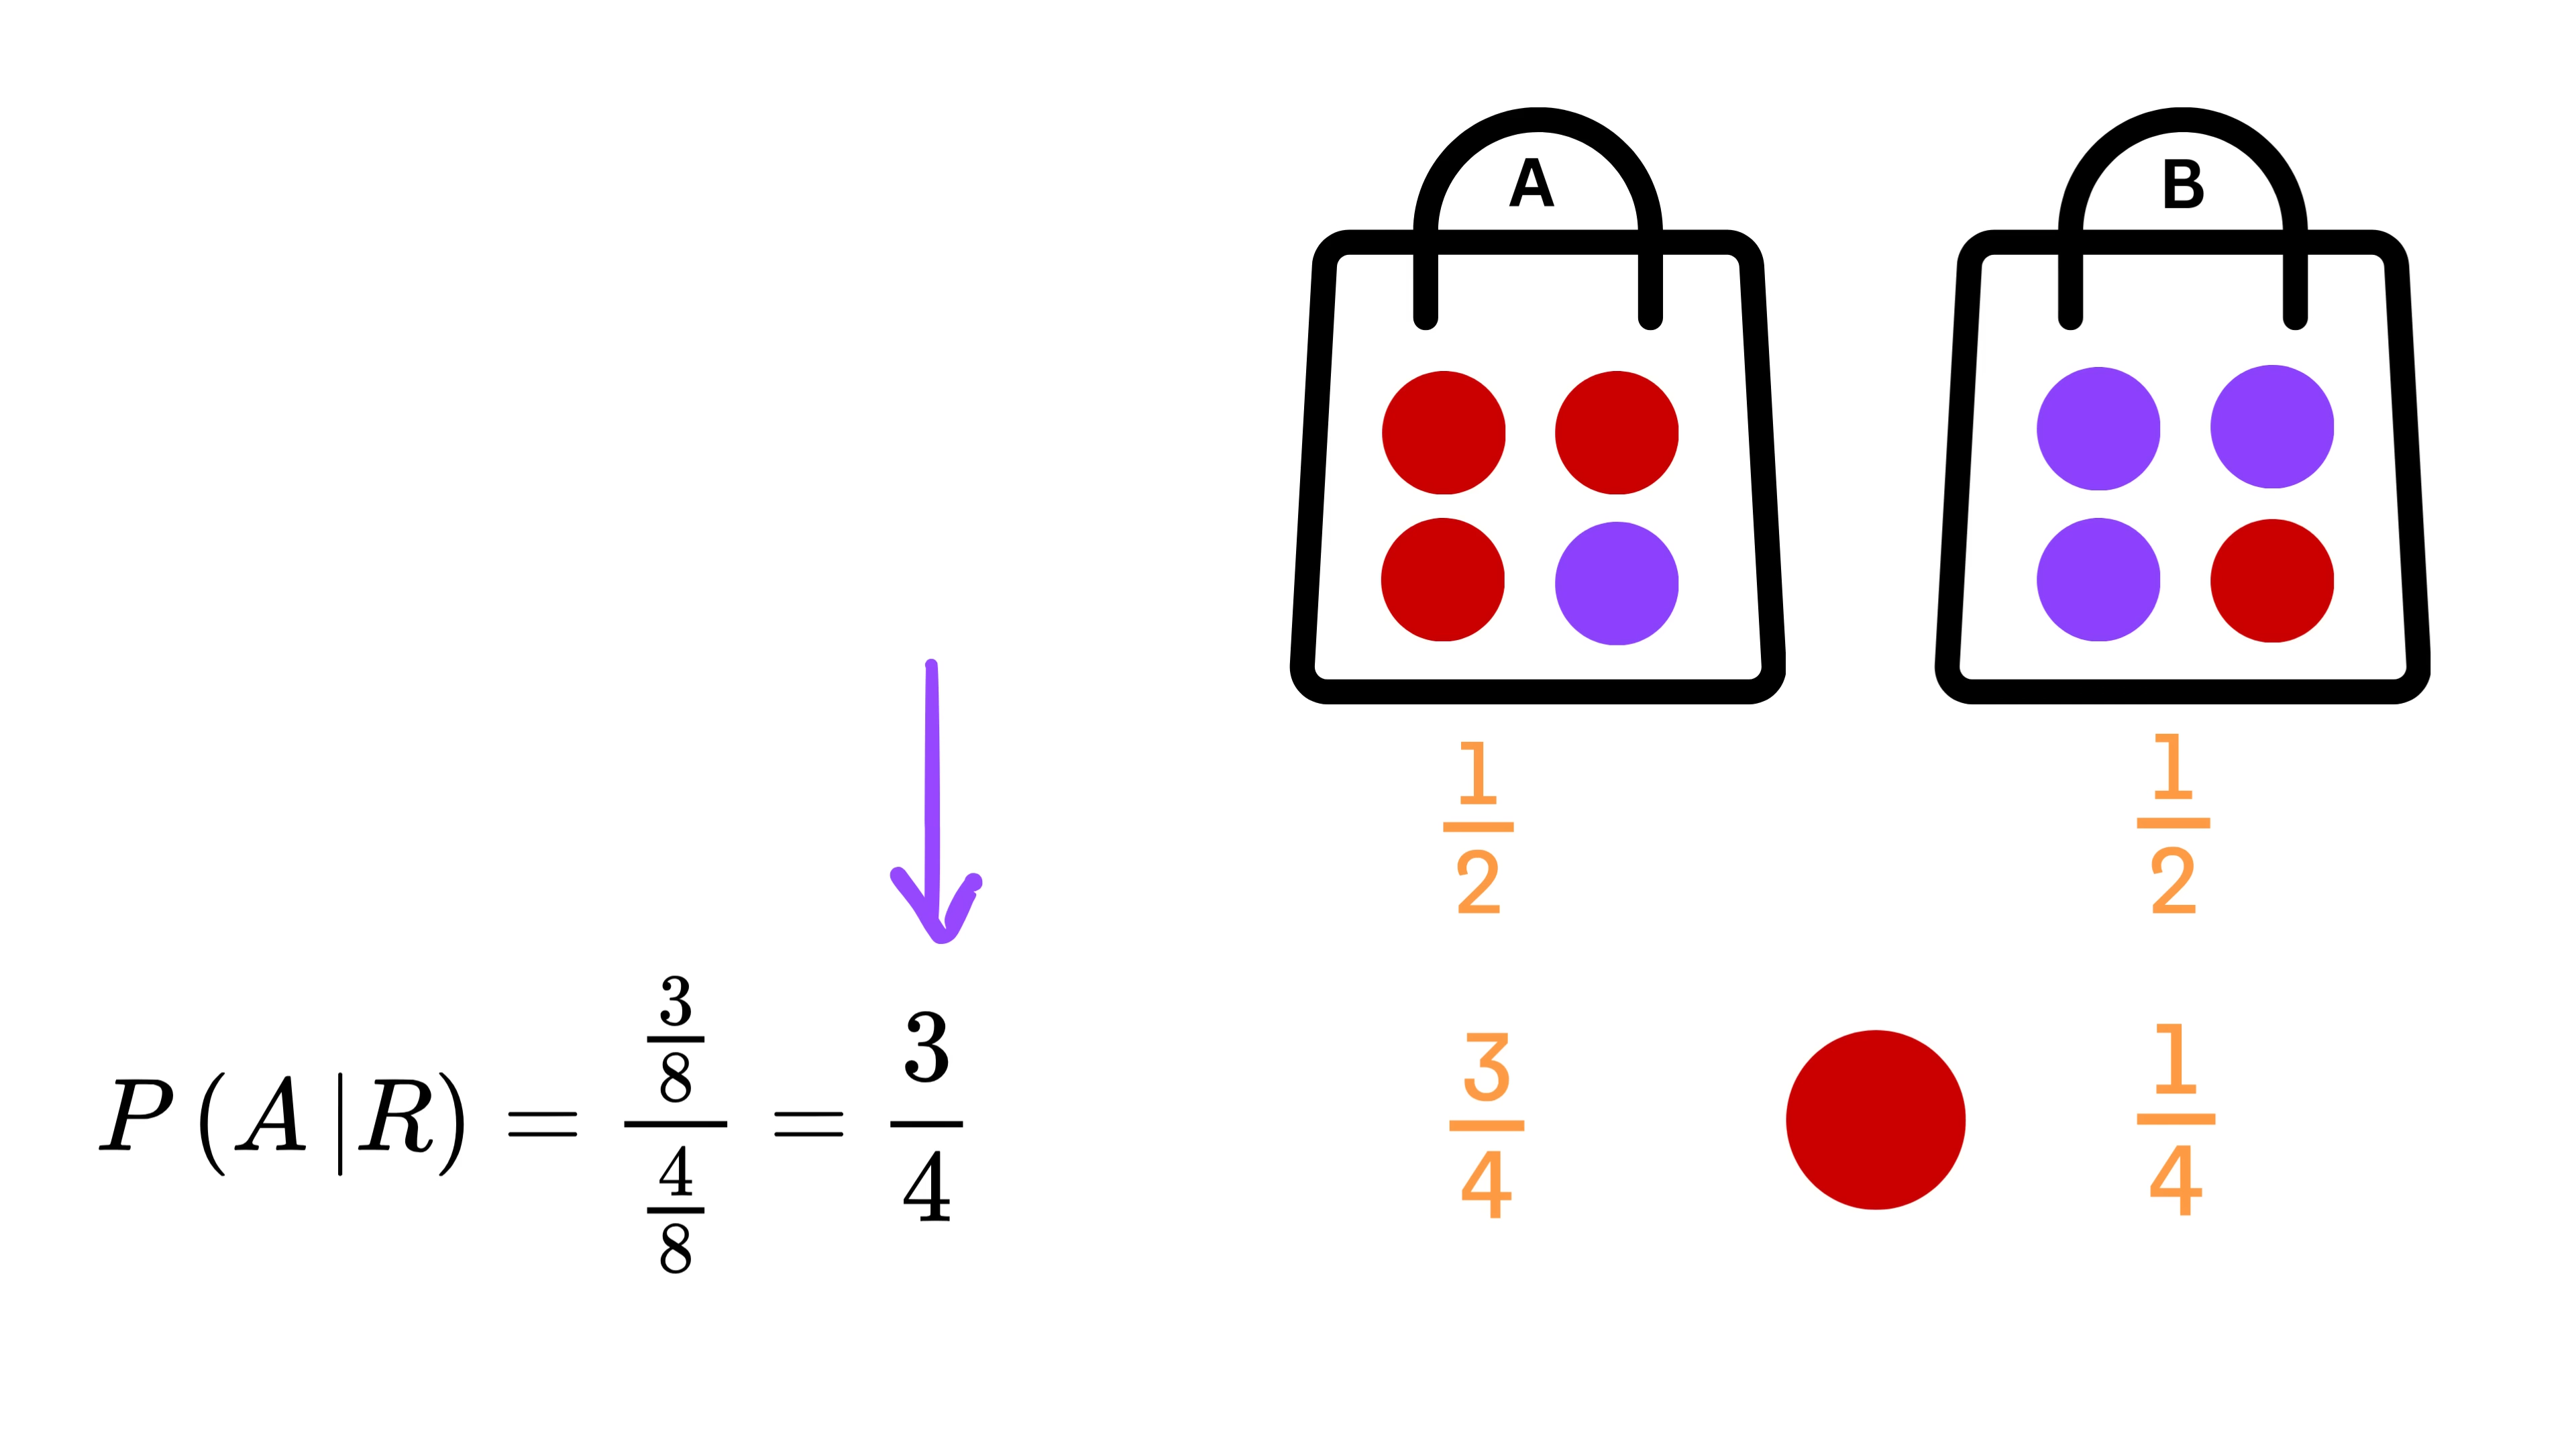 A B
1/2 1/2
P(A|R) = (3/8)/(4/8) = 3/4
3/4 1/4